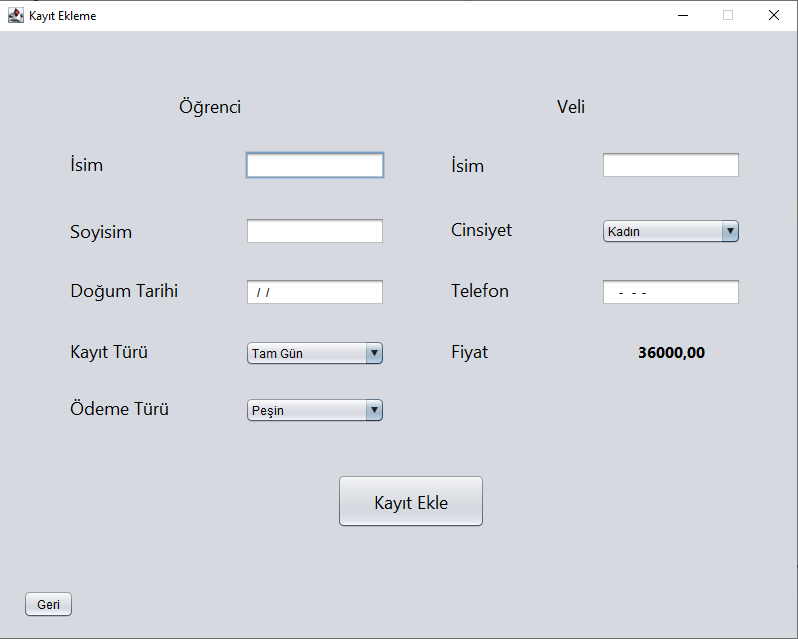 Kayıt Ekleme
Öğrenci Veli
İsim İsim
Soyisim Cinsiyet Kadın
Doğum Tarihi / / Telefon - - -
Kayıt Türü Tam Gün Fiyat 36000,00
Ödeme Türü Peşin
Kayıt Ekle
Geri